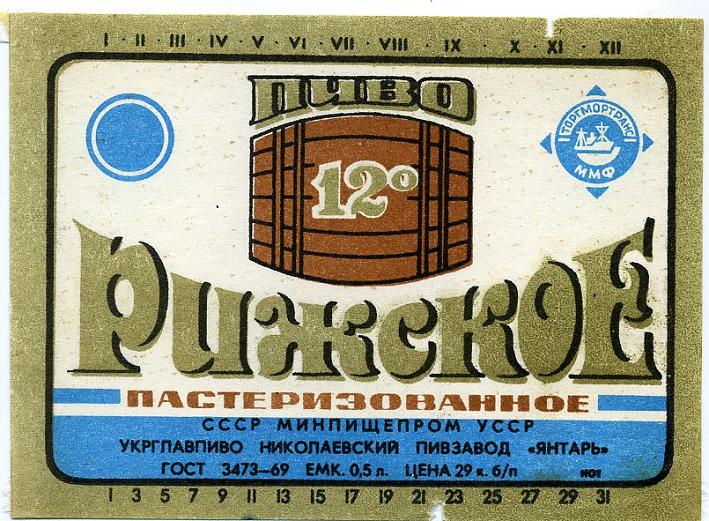 I · II · III · IV · V · VI · VII · VIII · IX · X · XI · XII
ПИВО
ТОРГМОРТРАНС
ММФ
12°
РИЖСКОЕ
ПАСТЕРИЗОВАННОЕ
СССР МИНПИЩЕПРОМ УССР
УКРГЛАВПИВО НИКОЛАЕВСКИЙ ПИВЗАВОД «ЯНТАРЬ»
ГОСТ 3473–69 ЕМК. 0,5 л. ЦЕНА 29 к. б/п
1 3 5 7 9 11 13 15 17 19 21 23 25 27 29 31